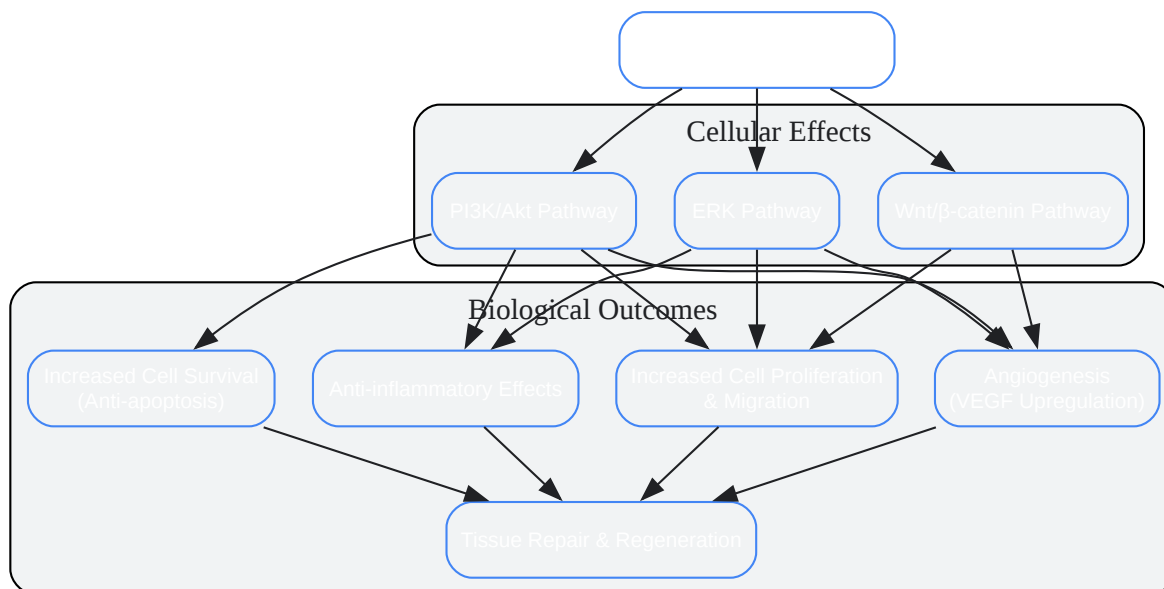 Cellular Effects
PI3K/Akt Pathway
ERK Pathway
Wnt/β-catenin Pathway
Biological Outcomes
Increased Cell Survival
(Anti-apoptosis)
Anti-inflammatory Effects
Increased Cell Proliferation
& Migration
Angiogenesis
(VEGF Upregulation)
Tissue Repair & Regeneration